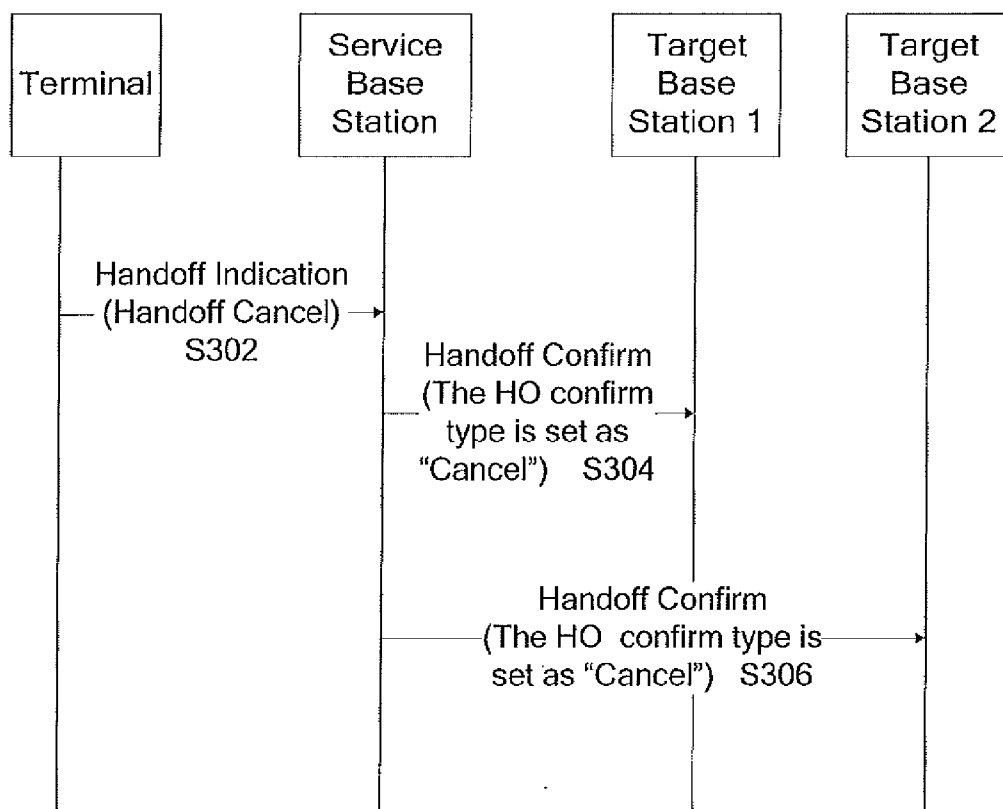 Terminal
Service
Base
Station
Target
Base
Station 1
Target
Base
Station 2
Handoff Indication
(Handoff Cancel)
S302
Handoff Confirm
(The HO confirm
type is set as
“Cancel”) S304
Handoff Confirm
(The HO confirm type is
set as “Cancel”) S306